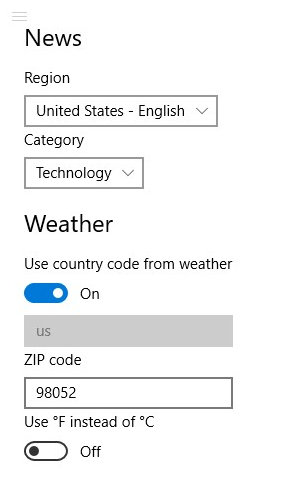 News
Region
United States - English
Category
Technology
Weather
Use country code from weather
On
us
ZIP code
98052
Use °F instead of °C
Off